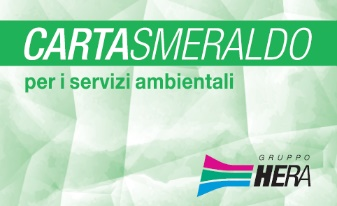 CARTASMERALDO
per i servizi ambientali
GRUPPO
HERA